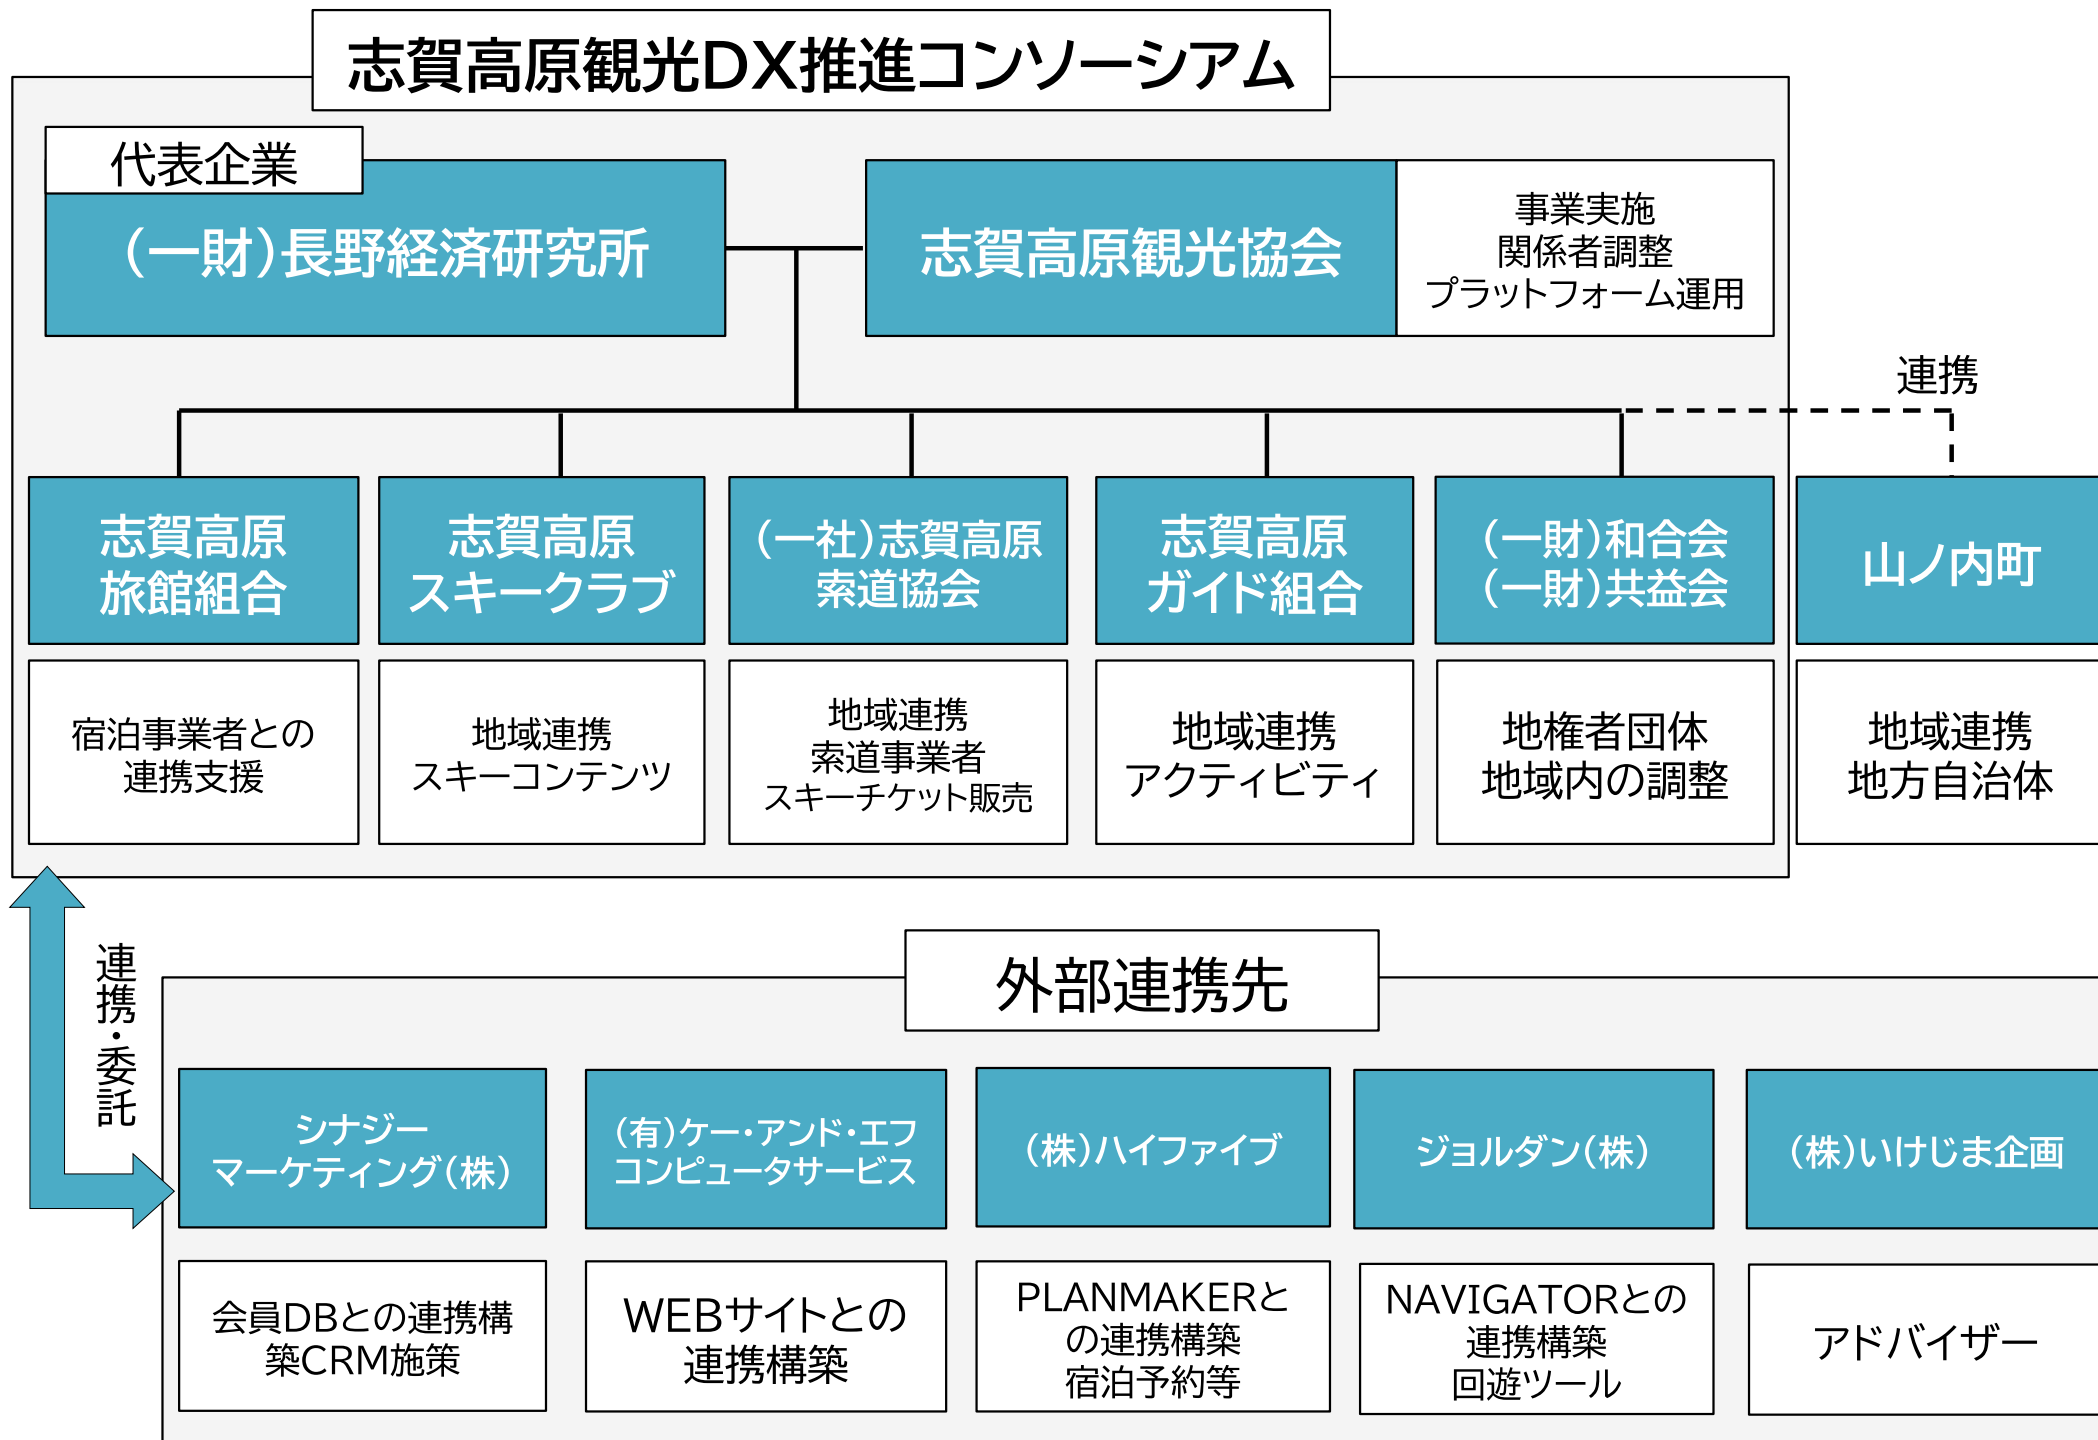 志賀高原観光DX推進コンソーシアム
代表企業
(一財)長野経済研究所
志賀高原観光協会
事業実施
関係者調整
プラットフォーム運用
連携
志賀高原
旅館組合
志賀高原
スキークラブ
(一社)志賀高原
索道協会
志賀高原
ガイド組合
(一財)和合会
(一財)共益会
山ノ内町
宿泊事業者との
連携支援
地域連携
スキーコンテンツ
地域連携
索道事業者
スキーチケット販売
地域連携
アクティビティ
地権者団体
地域内の調整
地域連携
地方自治体
連携・委託
外部連携先
シナジー
マーケティング(株)
(有)ケー・アンド・エフ
コンピュータサービス
(株)ハイファイブ
ジョルダン(株)
(株)いけじま企画
会員DBとの連携構
築CRM施策
WEBサイトとの
連携構築
PLANMAKERと
の連携構築
宿泊予約等
NAVIGATORとの
連携構築
回遊ツール
アドバイザー